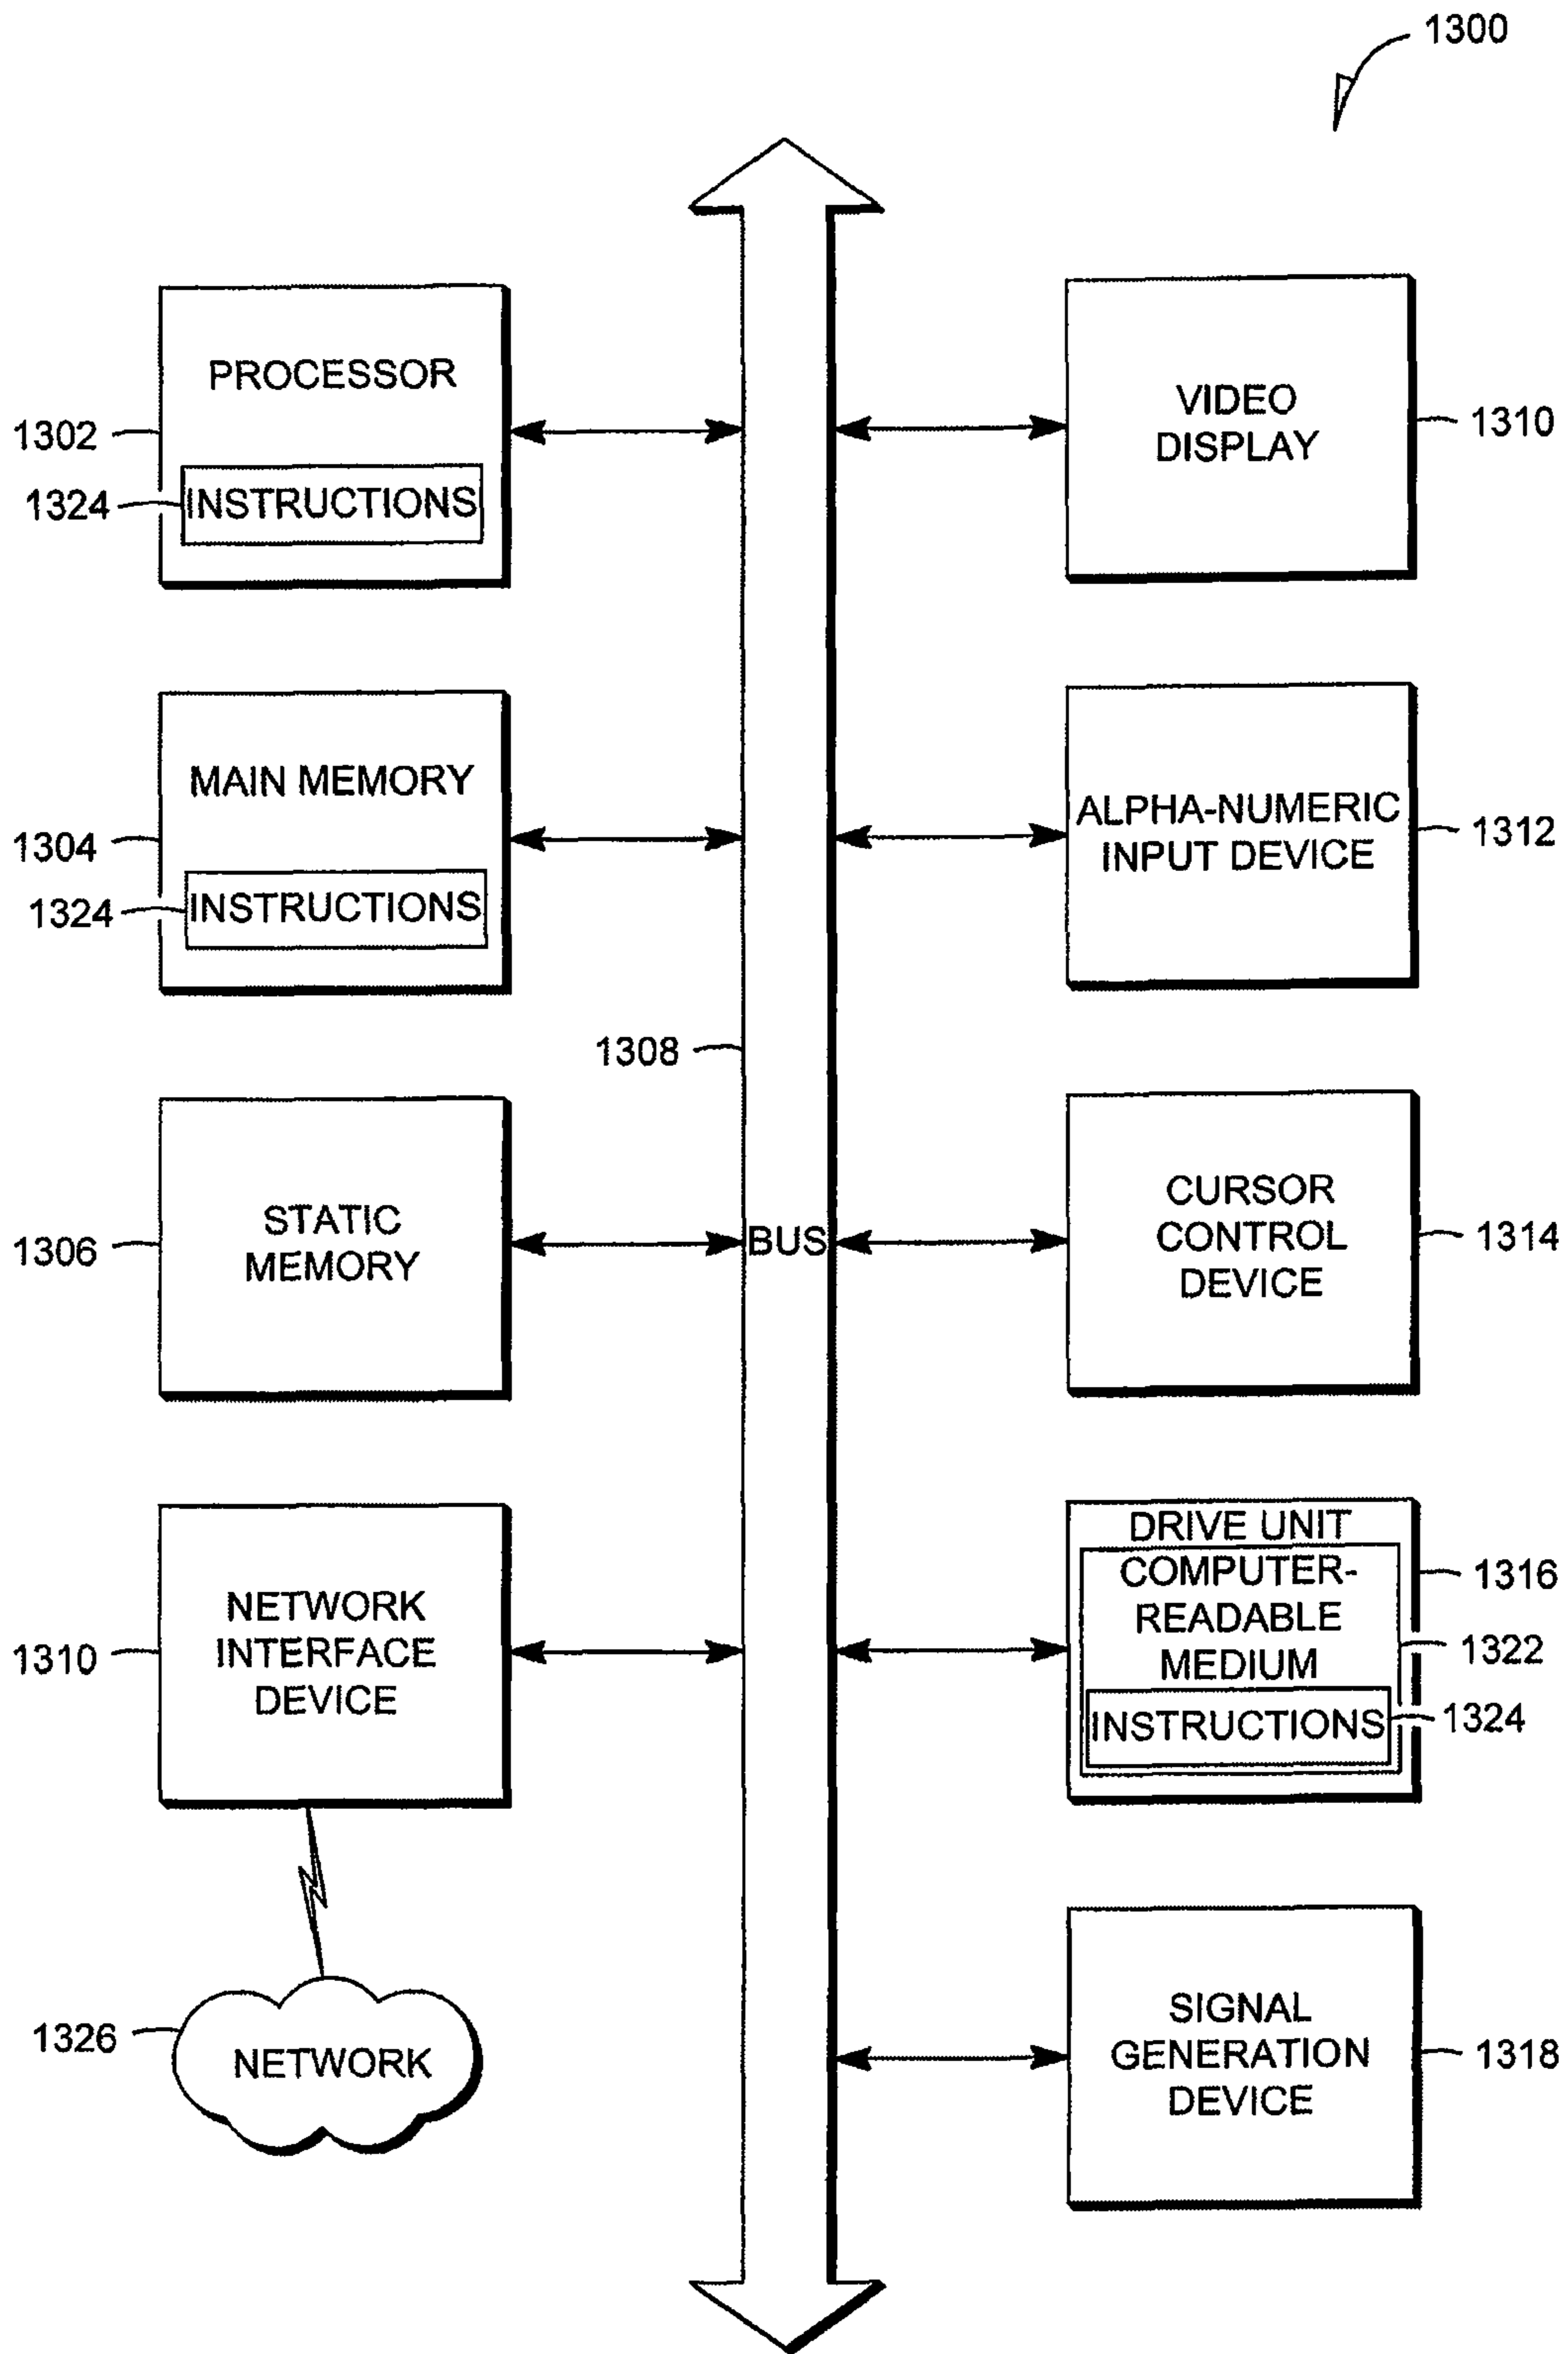 1300
PROCESSOR
1302
1324
INSTRUCTIONS
VIDEO
DISPLAY
1310
MAIN MEMORY
1304
1324
INSTRUCTIONS
ALPHA-NUMERIC
INPUT DEVICE
1312
1308
STATIC
MEMORY
1306
BUS
CURSOR
CONTROL
DEVICE
1314
NETWORK
INTERFACE
DEVICE
1310
DRIVE UNIT
COMPUTER-
READABLE
MEDIUM
1316
1322
INSTRUCTIONS
1324
1326
NETWORK
SIGNAL
GENERATION
DEVICE
1318